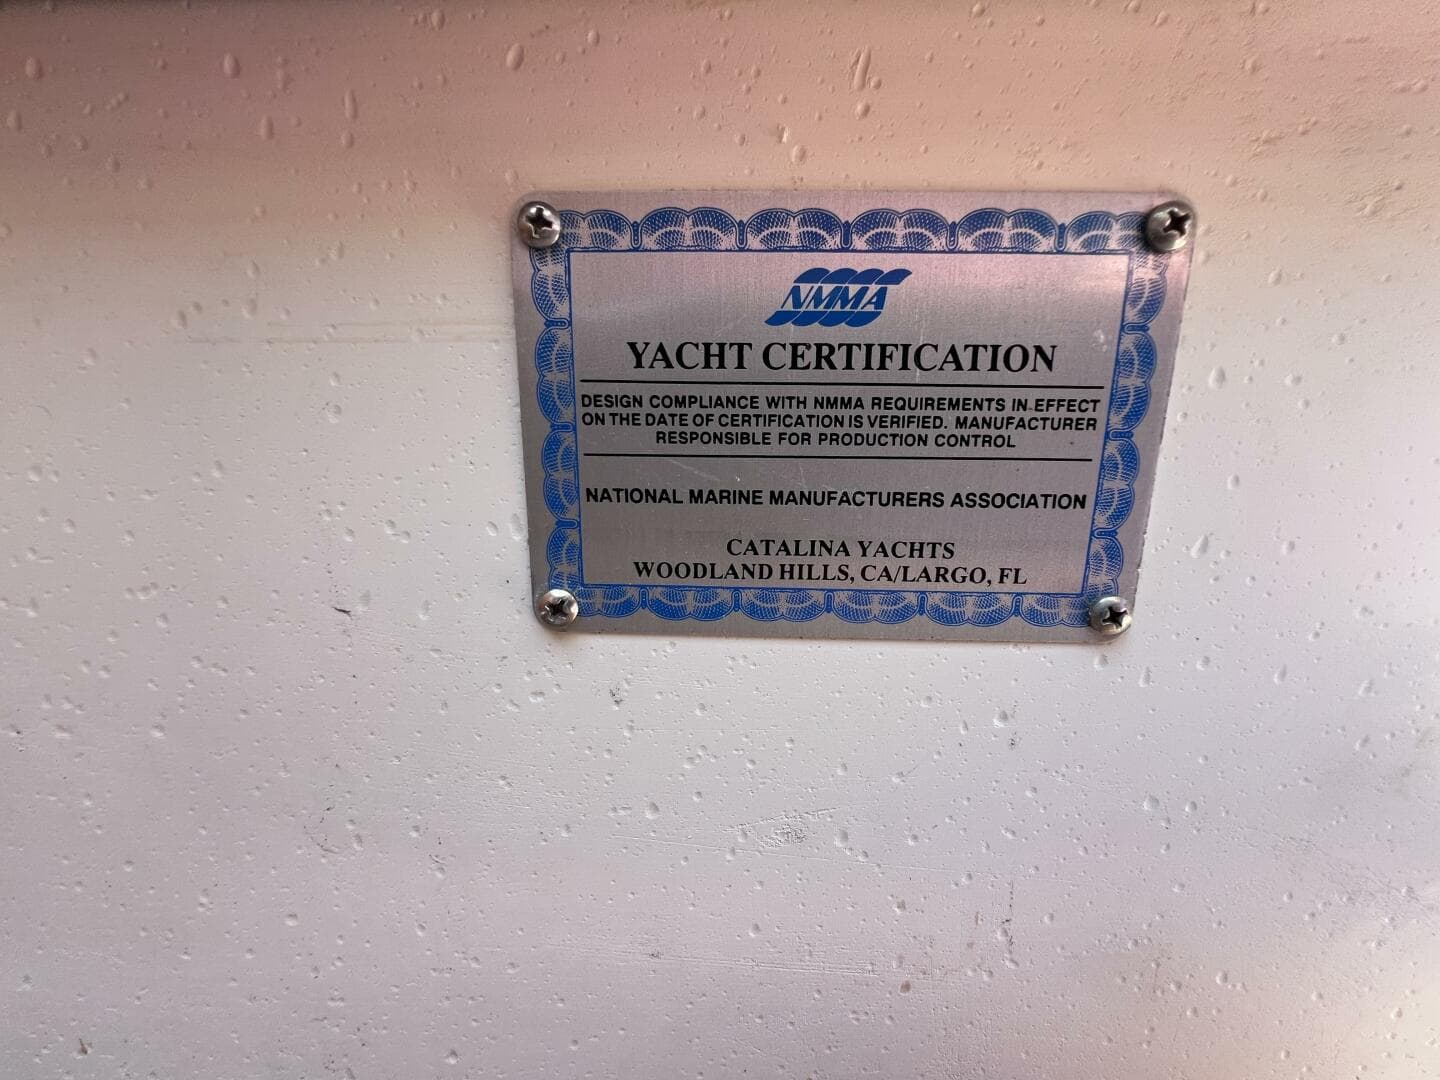 NMMA
YACHT CERTIFICATION
DESIGN COMPLIANCE WITH NMMA REQUIREMENTS IN EFFECT
ON THE DATE OF CERTIFICATION IS VERIFIED. MANUFACTURER
RESPONSIBLE FOR PRODUCTION CONTROL
NATIONAL MARINE MANUFACTURERS ASSOCIATION
CATALINA YACHTS
WOODLAND HILLS, CA/LARGO, FL